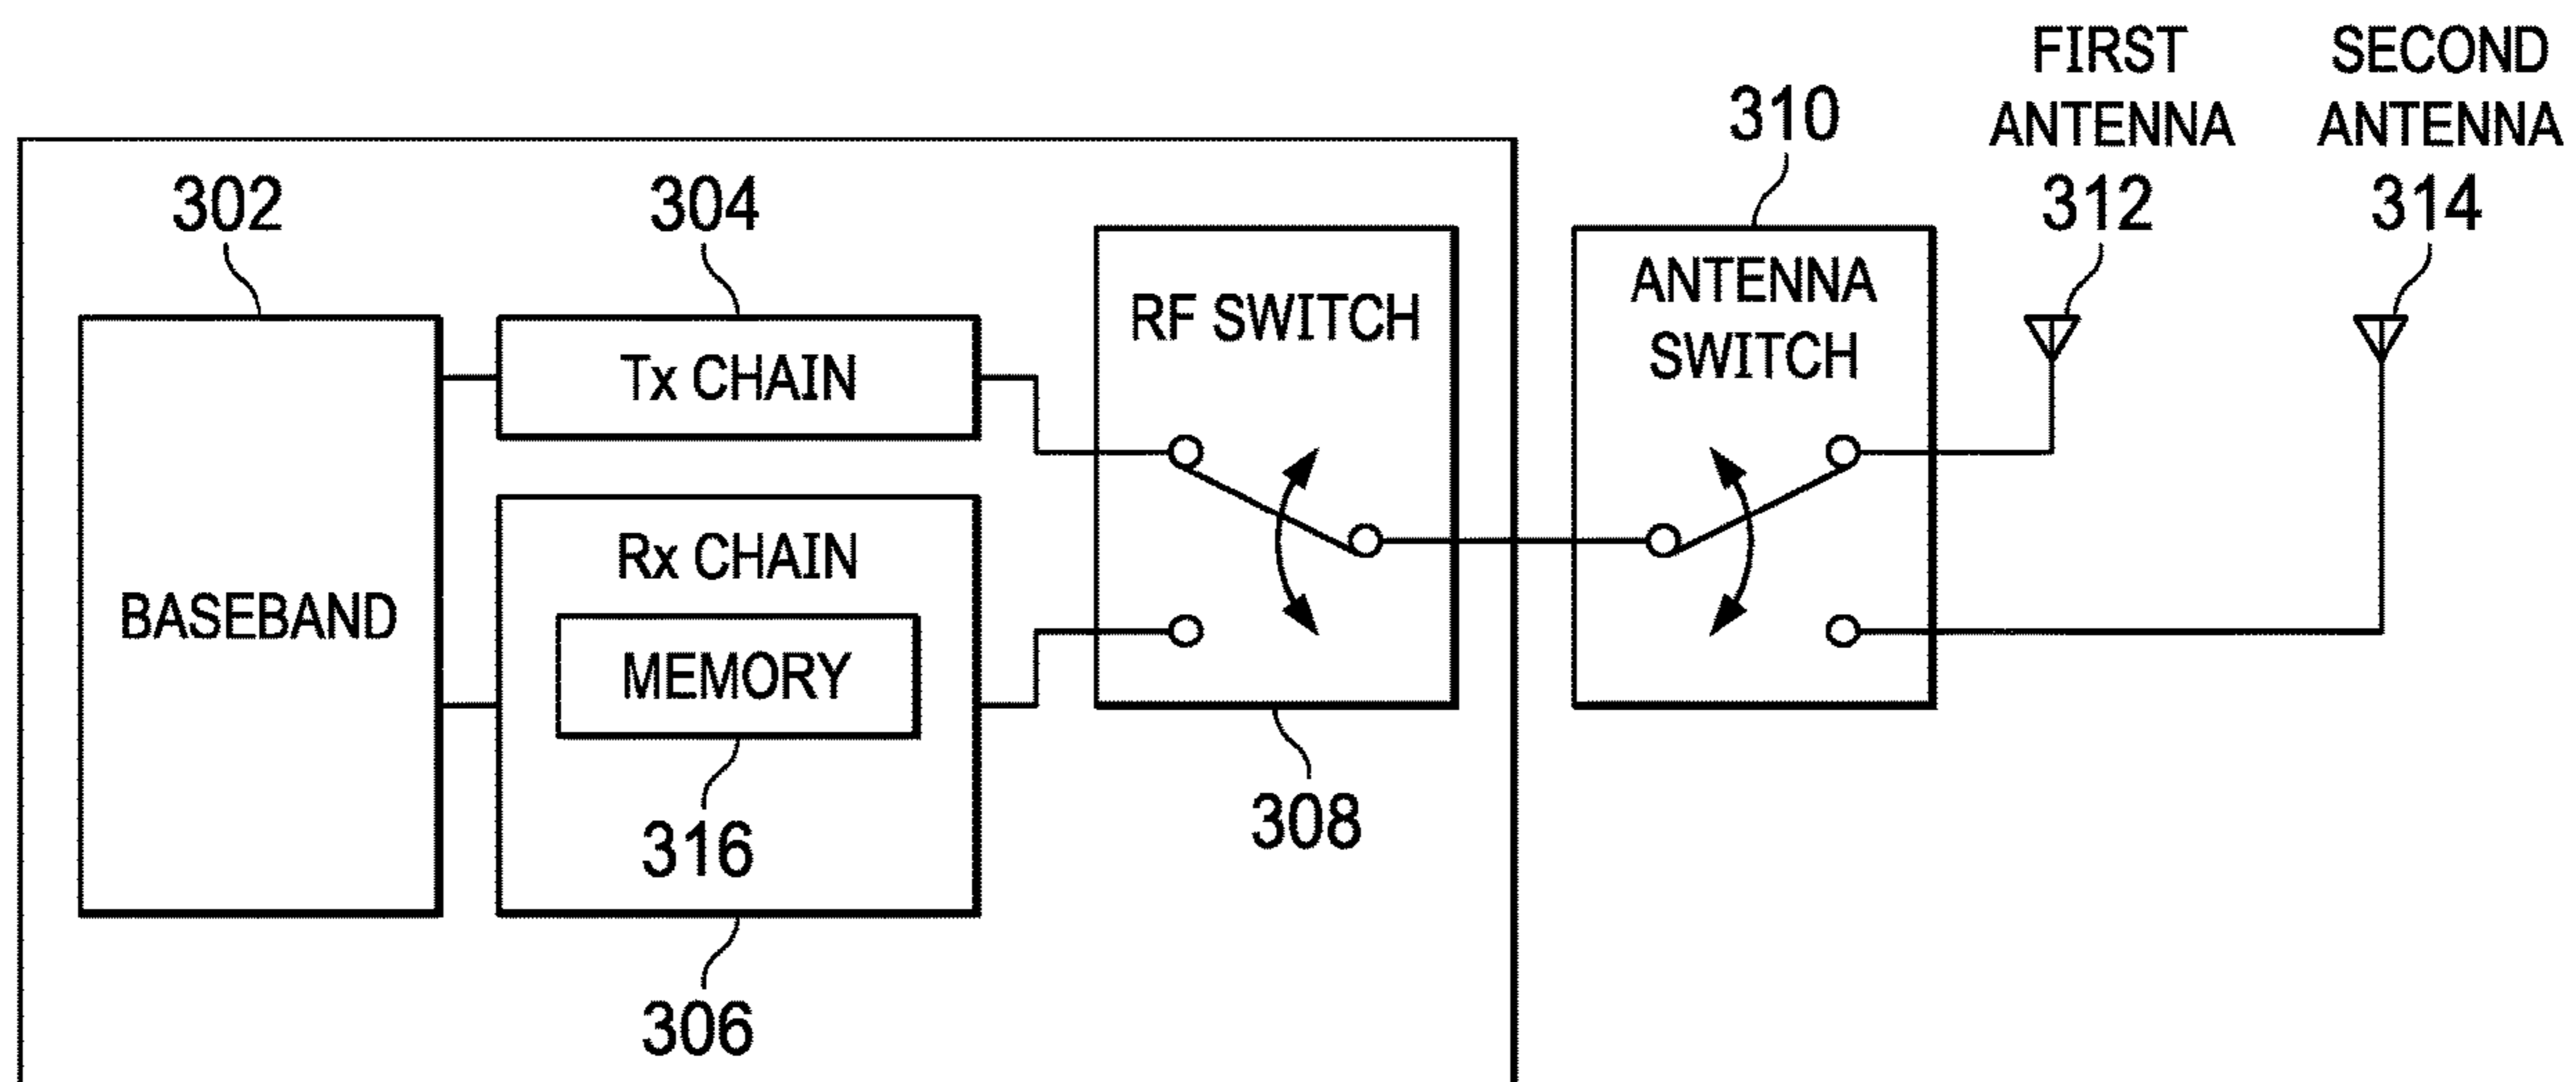 FIRST
ANTENNA
312
SECOND
ANTENNA
314
310
302
304
ANTENNA
SWITCH
RF SWITCH
Tx CHAIN
Rx CHAIN
BASEBAND
MEMORY
316
308
306